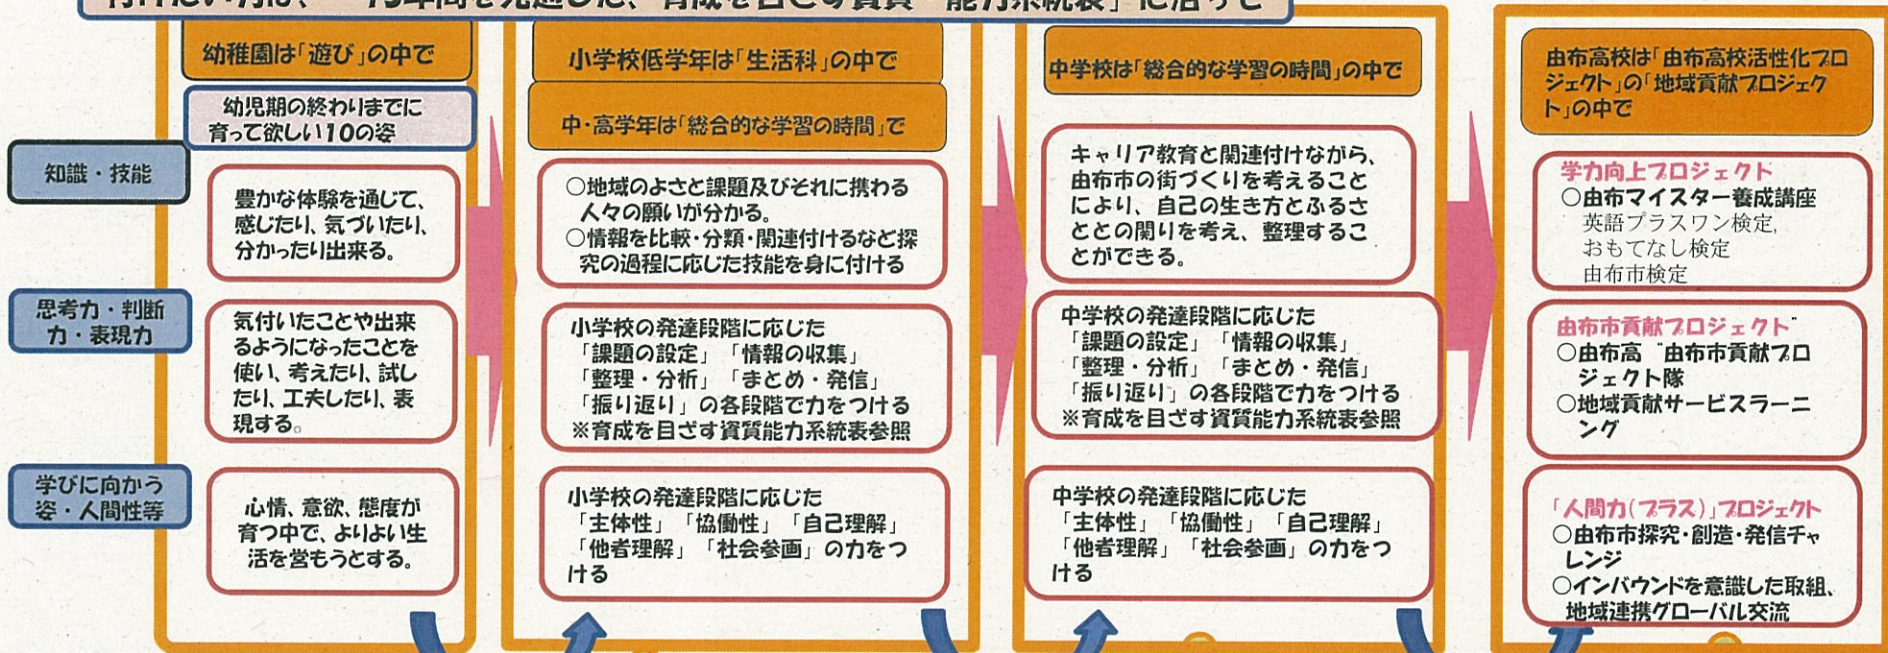 付けたい力は、「15年間を見通した、育成を目ざす資質・能力系統表」に沿って
幼稚園は「遊び」の中で
幼児期の終わりまでに
育って欲しい10の姿
小学校低学年は「生活科」の中で
中・高学年は「総合的な学習の時間」で
中学校は「総合的な学習の時間」の中で
由布高校は「由布高校活性化プロ
ジェクト」の「地域貢献プロジェク
ト」の中で
知識・技能
豊かな体験を通じて、
感じたり、気づいたり、
分かったり出来る。
○地域のよさと課題及びそれに携わる
人々の願いが分かる。
○情報を比較・分類・関連付けるなど探
究の過程に応じた技能を身に付ける
キャリア教育と関連付けながら、
由布市の街づくりを考えること
により、自己の生き方とふるさ
ととの関りを考え、整理するこ
とができる。
学力向上プロジェクト
○由布マイスター養成講座
英語プラスワン検定,
おもてなし検定
由布市検定
思考力・判断
力・表現力
気付いたことや出来
るようになったことを
使い、考えたり、試し
たり、工夫したり、表
現する。
小学校の発達段階に応じた
「課題の設定」「情報の収集」
「整理・分析」「まとめ・発信」
「振り返り」の各段階で力をつける
※育成を目ざす資質能力系統表参照
中学校の発達段階に応じた
「課題の設定」「情報の収集」
「整理・分析」「まとめ・発信」
「振り返り」の各段階で力をつける
※育成を目ざす資質能力系統表参照
由布市貢献プロジェクト"
○由布高"由布市貢献プロ
ジェクト隊
○地域貢献サービスラーニ
ング
学びに向かう
姿・人間性等
心情、意欲、態度が
育つ中で、よりよい生
活を営もうとする。
小学校の発達段階に応じた
「主体性」「協働性」「自己理解」
「他者理解」「社会参画」の力をつ
ける
中学校の発達段階に応じた
「主体性」「協働性」「自己理解」
「他者理解」「社会参画」の力をつ
ける
「人間力(プラス)」プロジェクト
○由布市探究・創造・発信チャ
レンジ
○インバウンドを意識した取組、
地域連携グローバル交流